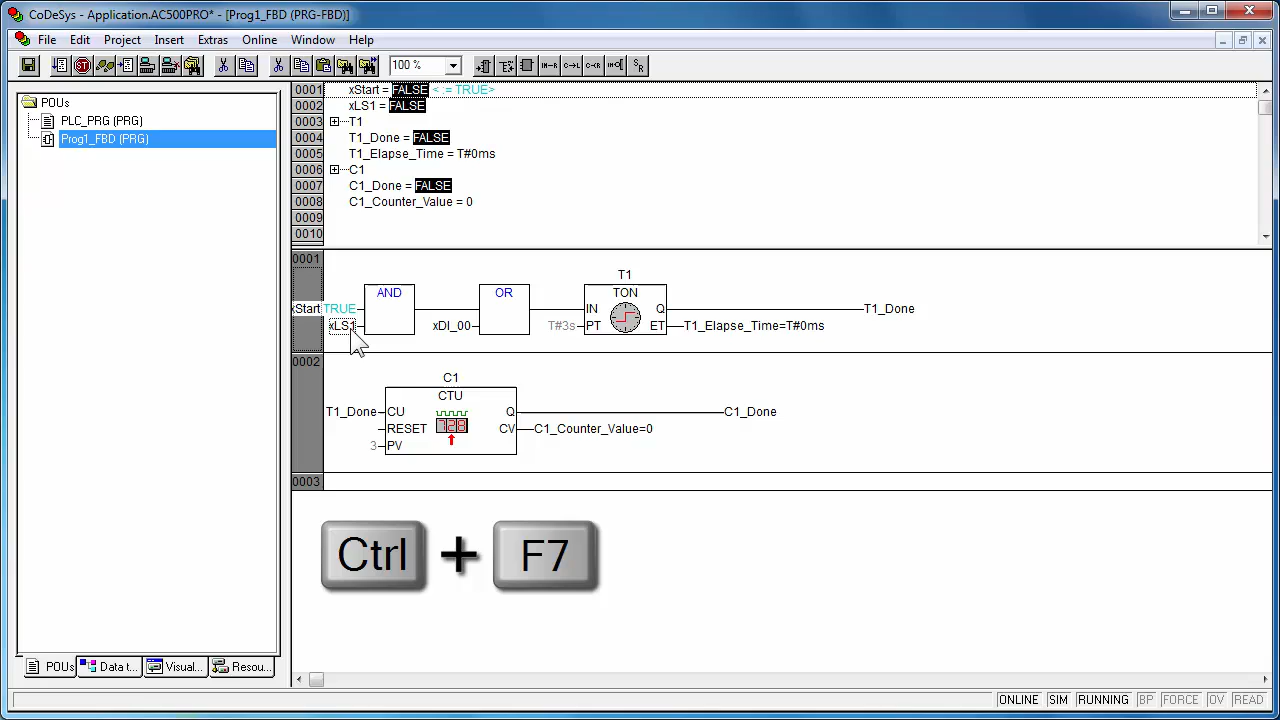 CoDeSys - Application.AC500PRO* - [Prog1_FBD (PRG-FBD)]
File Edit Project Insert Extras Online Window Help
100 %
POUs
PLC_PRG (PRG)
Prog1_FBD (PRG)
0001 xStart = FALSE < := TRUE>
0002 xLS1 = FALSE
0003 T1
0004 T1_Done = FALSE
0005 T1_Elapse_Time = T#0ms
0006 C1
0007 C1_Done = FALSE
0008 C1_Counter_Value = 0
0009
0010
0001
T1
AND OR TON
xStart TRUE IN Q T1_Done
xLS1 xDI_00 T#3s PT ET T1_Elapse_Time=T#0ms
0002
C1
CTU
T1_Done CU Q C1_Done
RESET CV C1_Counter_Value=0
3 PV
0003
Ctrl + F7
POUs Data t... Visual... Resou...
ONLINE SIM RUNNING BP FORCE OV READ